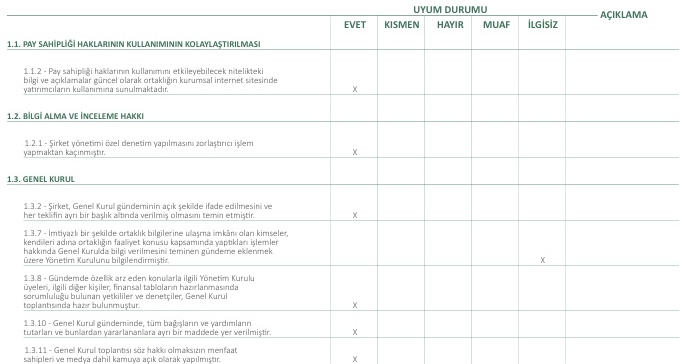 UYUM DURUMU
AÇIKLAMA
EVET KISMEN HAYIR MUAF İLGİSİZ
1.1. PAY SAHİPLİĞİ HAKLARININ KULLANIMININ KOLAYLAŞTIRILMASI
1.1.2 - Pay sahipliği haklarının kullanımını etkileyebilecek nitelikteki
bilgi ve açıklamalar güncel olarak ortaklığın kurumsal internet sitesinde
yatırımcıların kullanımına sunulmaktadır. X
1.2. BİLGİ ALMA VE İNCELEME HAKKI
1.2.1 - Şirket yönetimi özel denetim yapılmasını zorlaştırıcı işlem
yapmaktan kaçınmıştır. X
1.3. GENEL KURUL
1.3.2 - Şirket, Genel Kurul gündeminin açık şekilde ifade edilmesini ve
her teklifin ayrı bir başlık altında verilmiş olmasını temin etmiştir. X
1.3.7 - İmtiyazlı bir şekilde ortaklık bilgilerine ulaşma imkânı olan kimseler,
kendileri adına ortaklığın faaliyet konusu kapsamında yaptıkları işlemler
hakkında Genel Kurulda bilgi verilmesini teminen gündeme eklenmek
üzere Yönetim Kurulunu bilgilendirmiştir. X
1.3.8 - Gündemde özellik arz eden konularla ilgili Yönetim Kurulu
üyeleri, ilgili diğer kişiler, finansal tabloların hazırlanmasında
sorumluluğu bulunan yetkililer ve denetçiler, Genel Kurul
toplantısında hazır bulunmuştur. X
1.3.10 - Genel Kurul gündeminde, tüm bağışların ve yardımların
tutarları ve bunlardan yararlananlara ayrı bir maddede yer verilmiştir. X
1.3.11 - Genel Kurul toplantısı söz hakkı olmaksızın menfaat
sahipleri ve medya dahil kamuya açık olarak yapılmıştır. X